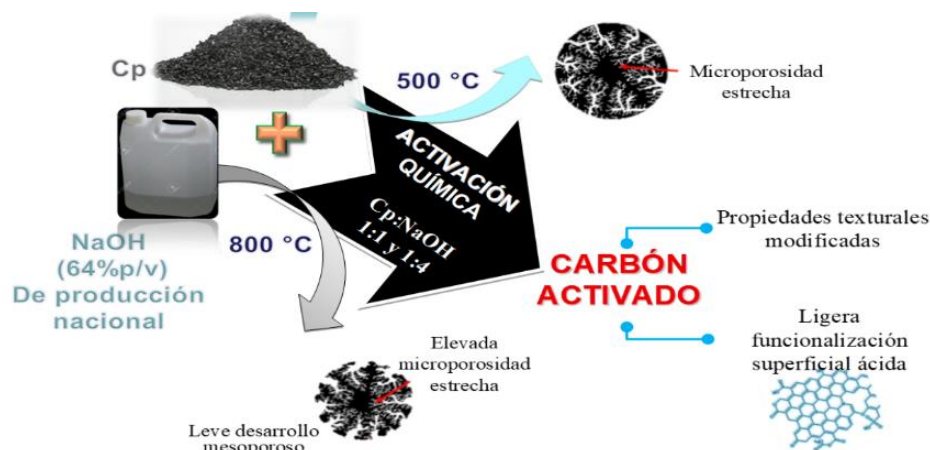 Cp
500 °C
Microporosidad
estrecha
ACTIVACIÓN
QUÍMICA
Cp:NaOH
1:1 y 1:4
NaOH
(64%p/v)
De producción
nacional
800 °C
CARBÓN
ACTIVADO
Propiedades texturales
modificadas
Ligera
funcionalización
superficial ácida
Elevada
microporosidad
estrecha
Leve desarrollo
mesoporoso